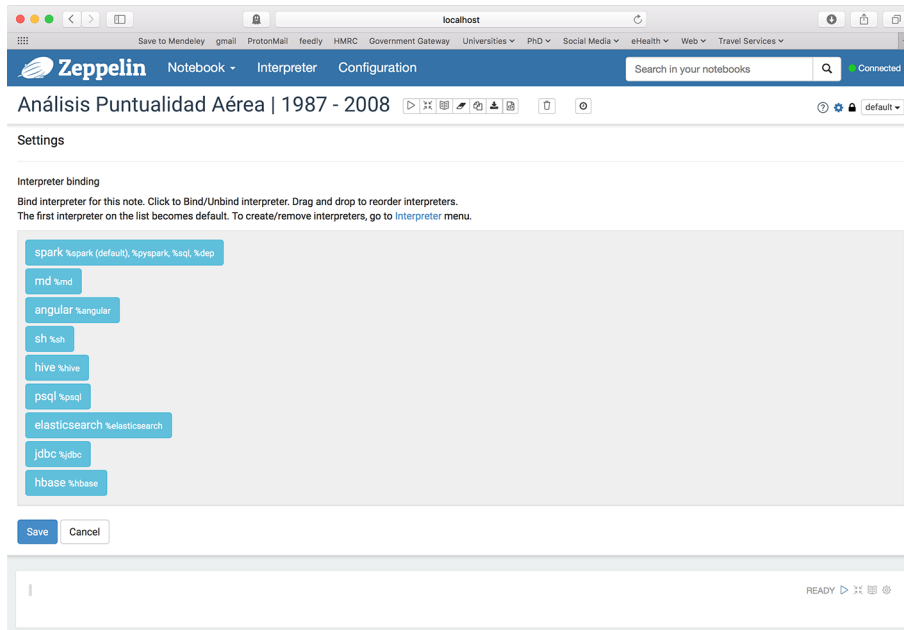 localhost
Save to Mendeley gmail ProtonMail feedly HMRC Government Gateway Universities PhD Social Media eHealth Web Travel Services
Zeppelin Notebook Interpreter Configuration Search in your notebooks Connected
Análisis Puntualidad Aérea | 1987 - 2008 default
Settings
Interpreter binding
Bind interpreter for this note. Click to Bind/Unbind interpreter. Drag and drop to reorder interpreters.
The first interpreter on the list becomes default. To create/remove interpreters, go to Interpreter menu.
spark %spark (default), %pyspark, %sql, %dep
md %md
angular %angular
sh %sh
hive %hive
psql %psql
elasticsearch %elasticsearch
jdbc %jdbc
hbase %hbase
Save Cancel
READY